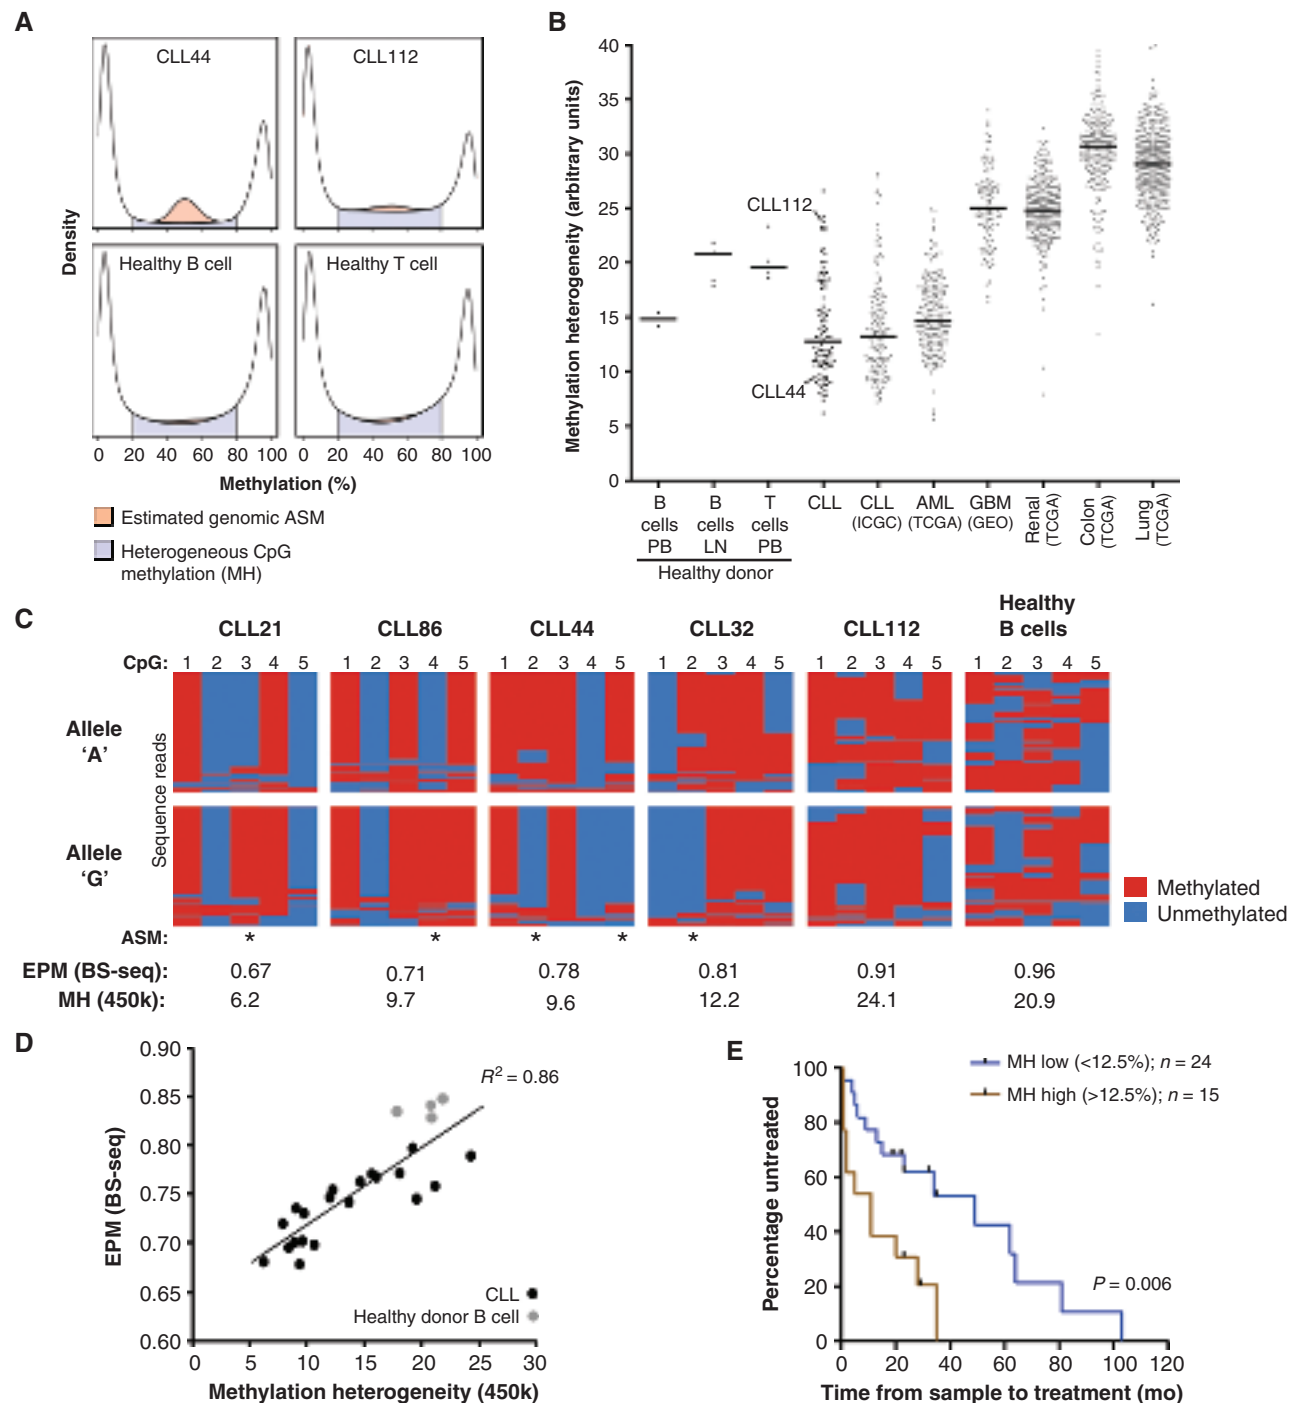 A
CLL44
CLL112
Healthy B cell
Healthy T cell
Density
0 20 40 60 80 100
0 20 40 60 80 100
Methylation (%)
Estimated genomic ASM
Heterogeneous CpG
methylation (MH)
B
Methylation heterogeneity (arbitrary units)
40
35
30
25
20
15
10
5
0
CLL112
CLL44
B
cells
PB
B
cells
LN
T
cells
PB
Healthy donor
CLL
CLL
(ICGC)
AML
(TCGA)
GBM
(GEO)
Renal
(TCGA)
Colon
(TCGA)
Lung
(TCGA)
C
CLL21
CLL86
CLL44
CLL32
CLL112
Healthy
B cells
CpG: 1 2 3 4 5 1 2 3 4 5 1 2 3 4 5 1 2 3 4 5 1 2 3 4 5 1 2 3 4 5
Allele
‘A’
Sequence reads
Allele
‘G’
Methylated
Unmethylated
ASM: * * * * *
EPM (BS-seq): 0.67 0.71 0.78 0.81 0.91 0.96
MH (450k): 6.2 9.7 9.6 12.2 24.1 20.9
D
EPM (BS-seq)
0.90
0.85
0.80
0.75
0.70
0.65
0.60
R² = 0.86
CLL
Healthy donor B cell
0 5 10 15 20 25 30
Methylation heterogeneity (450k)
E
Percentage untreated
100
80
60
40
20
0
MH low (<12.5%); n = 24
MH high (>12.5%); n = 15
P = 0.006
0 20 40 60 80 100 120
Time from sample to treatment (mo)